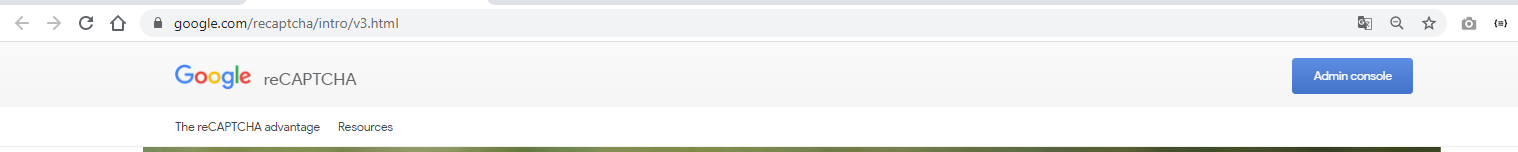 google.com/recaptcha/intro/v3.html
Google reCAPTCHA
Admin console
The reCAPTCHA advantage Resources